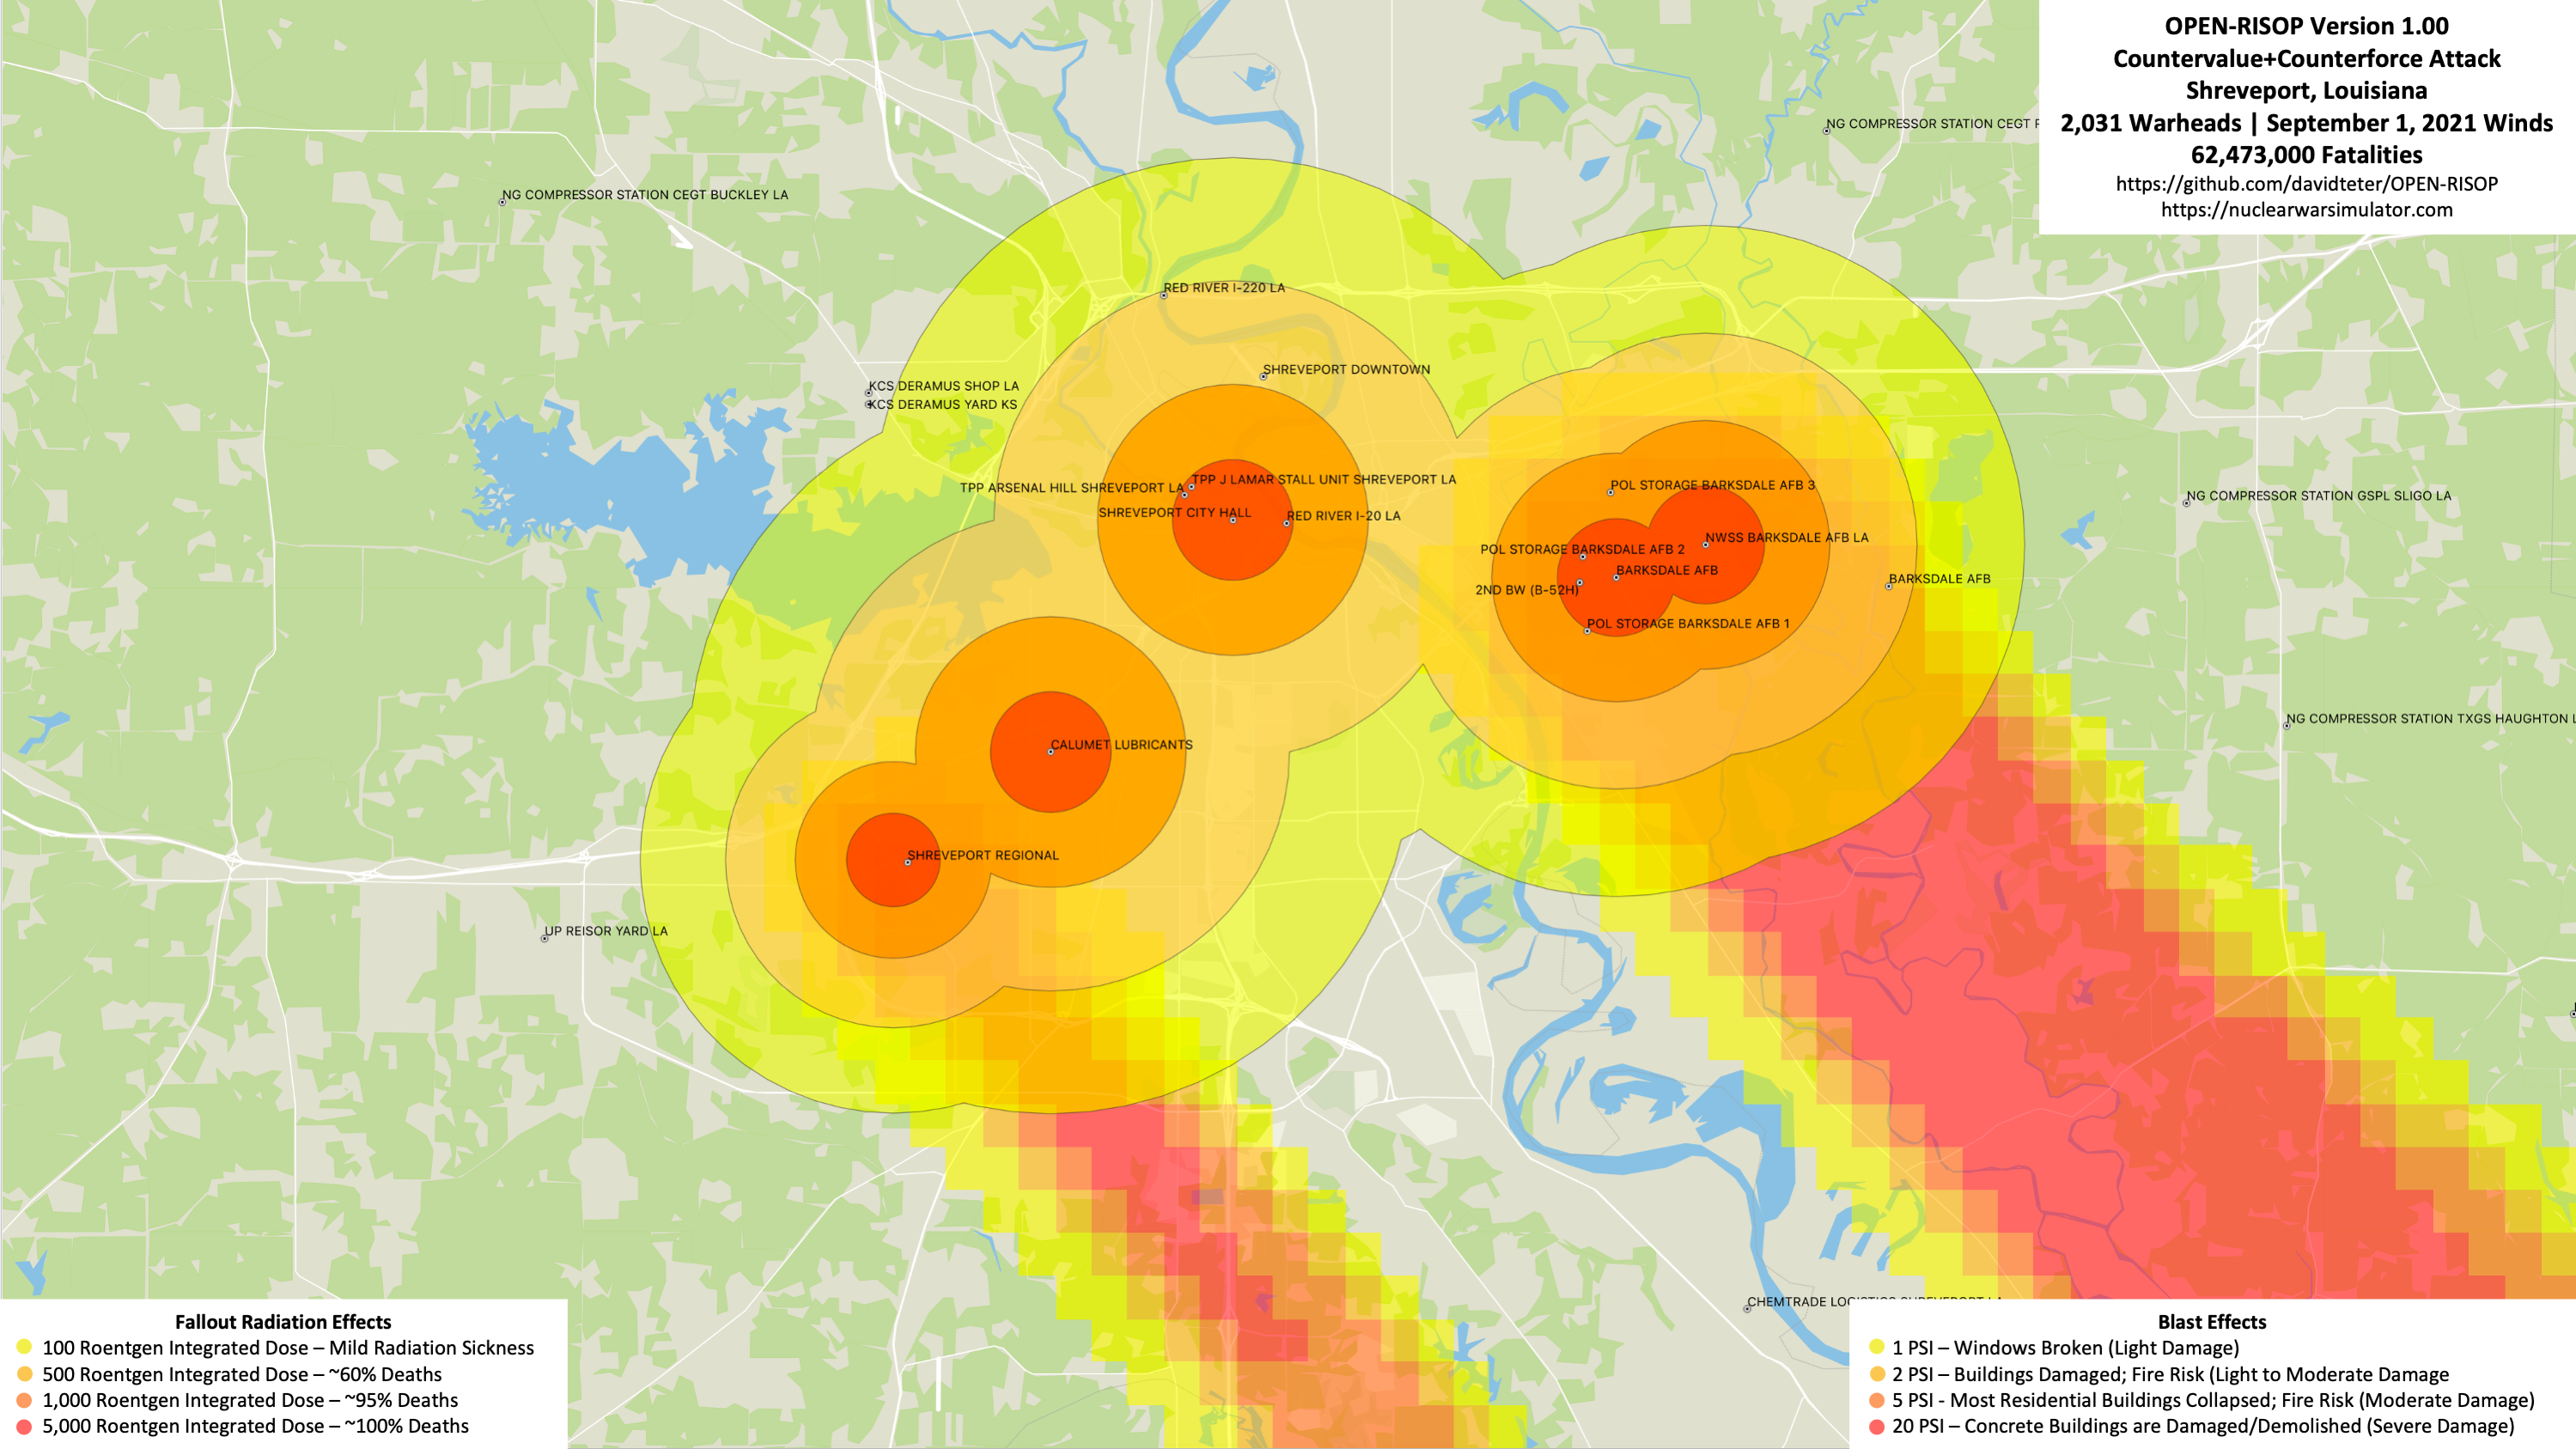 OPEN-RISOP Version 1.00
Countervalue+Counterforce Attack
Shreveport, Louisiana
2,031 Warheads | September 1, 2021 Winds
62,473,000 Fatalities
https://github.com/davidteter/OPEN-RISOP
https://nuclearwarsimulator.com
NG COMPRESSOR STATION CEGT
NG COMPRESSOR STATION CEGT BUCKLEY LA
RED RIVER I-220 LA
SHREVEPORT DOWNTOWN
KCS DERAMUS SHOP LA
KCS DERAMUS YARD KS
TPP J LAMAR STALL UNIT SHREVEPORT LA
TPP ARSENAL HILL SHREVEPORT LA
SHREVEPORT CITY HALL
RED RIVER I-20 LA
POL STORAGE BARKSDALE AFB 3
NG COMPRESSOR STATION GSPL SLIGO LA
NWSS BARKSDALE AFB LA
POL STORAGE BARKSDALE AFB 2
BARKSDALE AFB
BARKSDALE AFB
2ND BW (B-52H)
POL STORAGE BARKSDALE AFB 1
NG COMPRESSOR STATION TXGS HAUGHTON
CALUMET LUBRICANTS
SHREVEPORT REGIONAL
UP REISOR YARD LA
CHEMTRADE LOGISTICS SHREVEPORT LA
Fallout Radiation Effects
100 Roentgen Integrated Dose – Mild Radiation Sickness
500 Roentgen Integrated Dose – ~60% Deaths
1,000 Roentgen Integrated Dose – ~95% Deaths
5,000 Roentgen Integrated Dose – ~100% Deaths
Blast Effects
1 PSI – Windows Broken (Light Damage)
2 PSI – Buildings Damaged; Fire Risk (Light to Moderate Damage
5 PSI - Most Residential Buildings Collapsed; Fire Risk (Moderate Damage)
20 PSI – Concrete Buildings are Damaged/Demolished (Severe Damage)